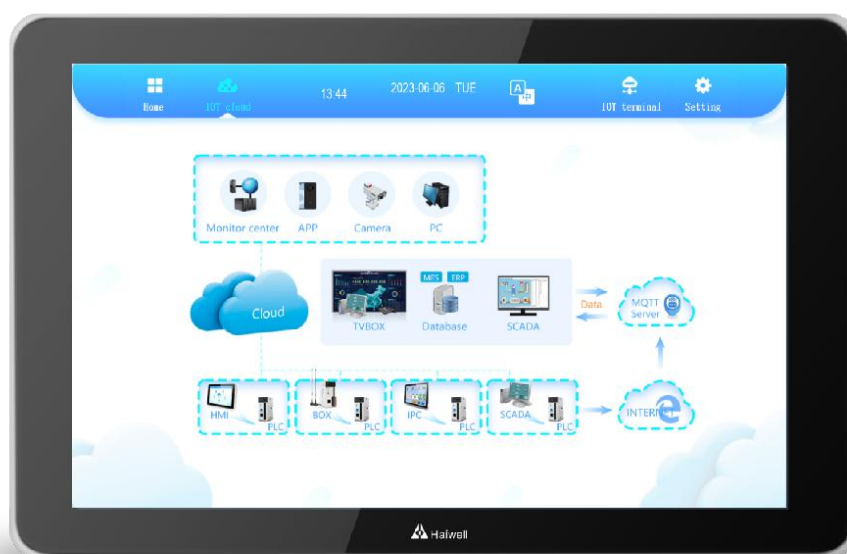 Home
IOT cloud
13:44
2023-06-06 TUE
A 中
IOT terminal
Setting
Monitor center
APP
Camera
PC
Cloud
MES
ERP
TVBOX
Database
SCADA
Data
MQTT
Server
HMI
PLC
BOX
PLC
IPC
PLC
SCADA
PLC
INTERNET
Haiwell